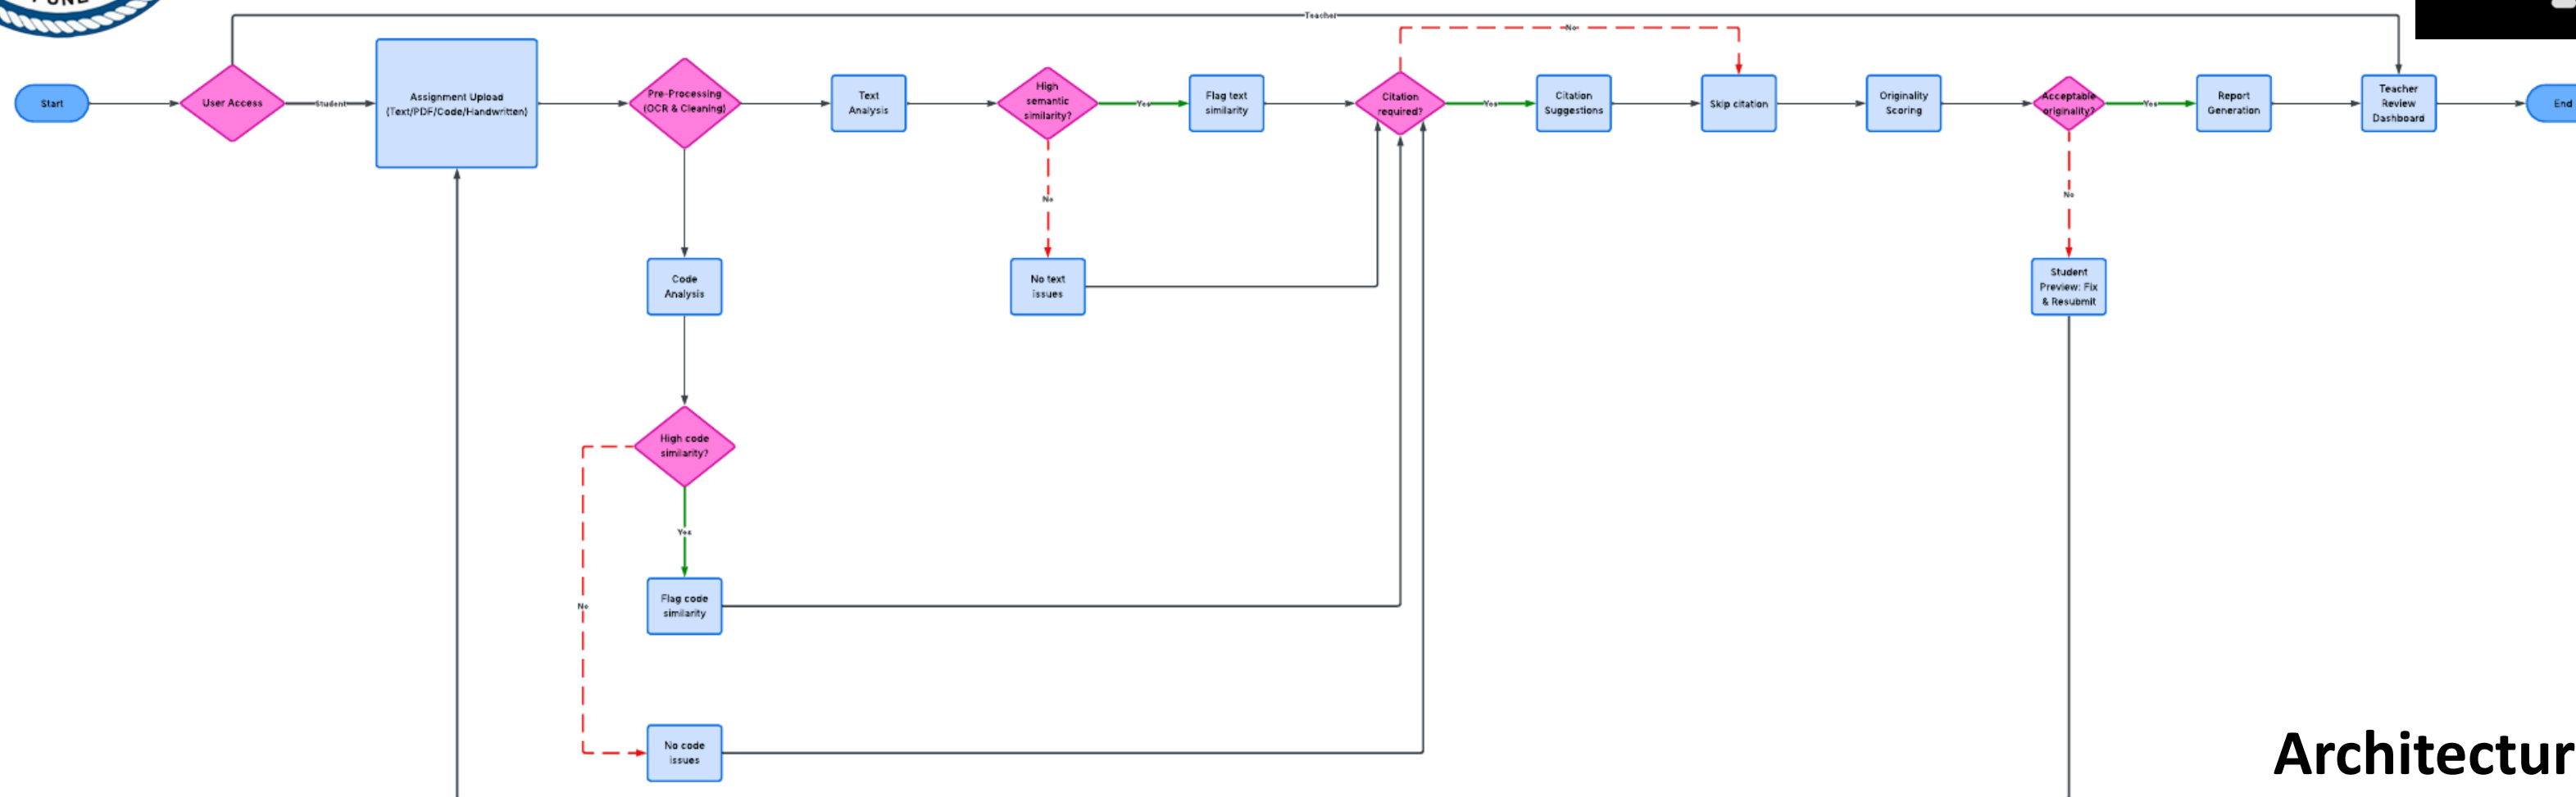 PUNE
Teacher
No
Start
User Access
Student
Assignment Upload
(Text/PDF/Code/Handwritten)
Pre-Processing
(OCR & Cleaning)
Text
Analysis
High
semantic
similarity?
Yes
Flag text
similarity
Citation
required?
Yes
Citation
Suggestions
Skip citation
Originality
Scoring
Acceptable
originality?
Yes
Report
Generation
Teacher
Review
Dashboard
End
No
No
Code
Analysis
No text
issues
Student
Preview: Fix
& Resubmit
High code
similarity?
Yes
Flag code
similarity
No
No code
issues
Architectur